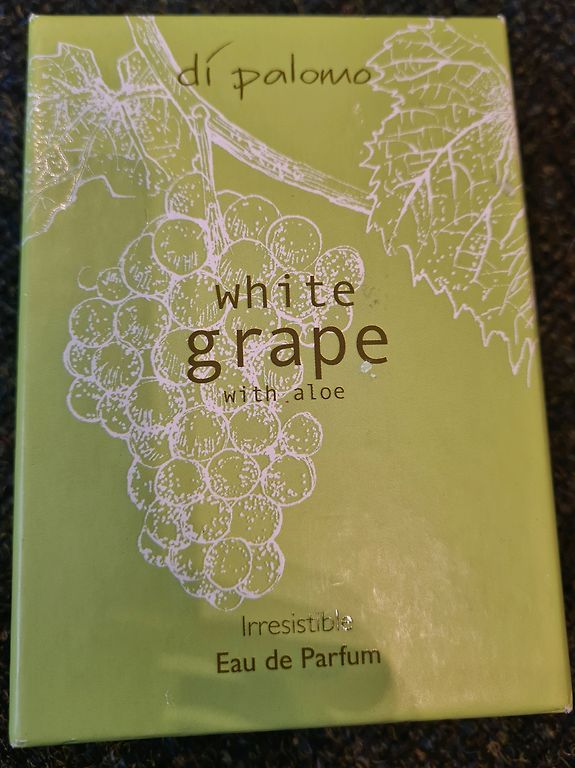 dí palomo
white
grape
with aloe
Irresistible
Eau de Parfum